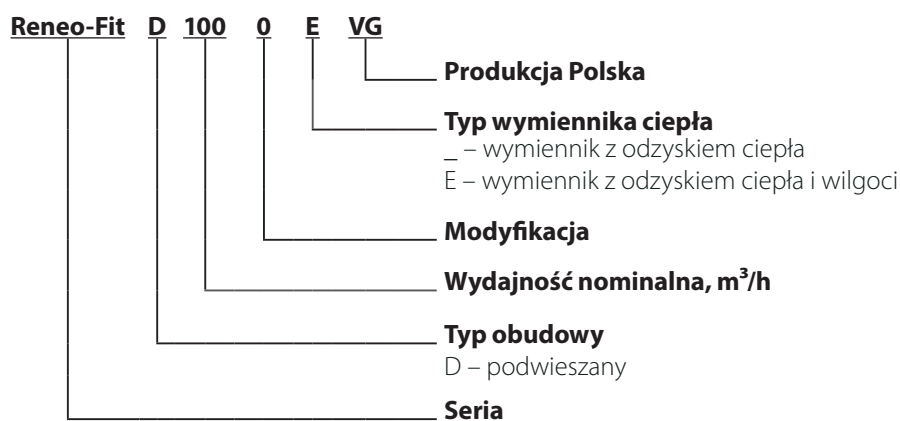 Reneo-Fit D 100 0 E VG
Produkcja Polska
Typ wymiennika ciepła
_ – wymiennik z odzyskiem ciepła
E – wymiennik z odzyskiem ciepła i wilgoci
Modyfikacja
Wydajność nominalna, m³/h
Typ obudowy
D – podwieszany
Seria